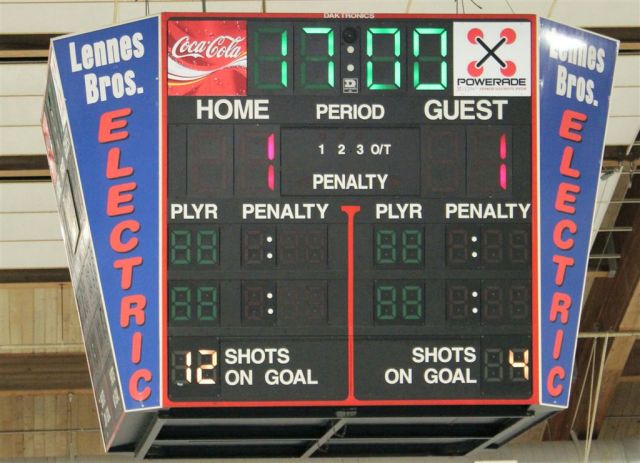 DAKTRONICS
Lennes Bros. ELECTRIC
Coca-Cola
17:00
POWERADE
Lennes Bros. ELECTRIC
HOME PERIOD GUEST
1 1 2 3 O/T 1
PENALTY
PLYR PENALTY PLYR PENALTY
12 SHOTS ON GOAL
SHOTS ON GOAL 4